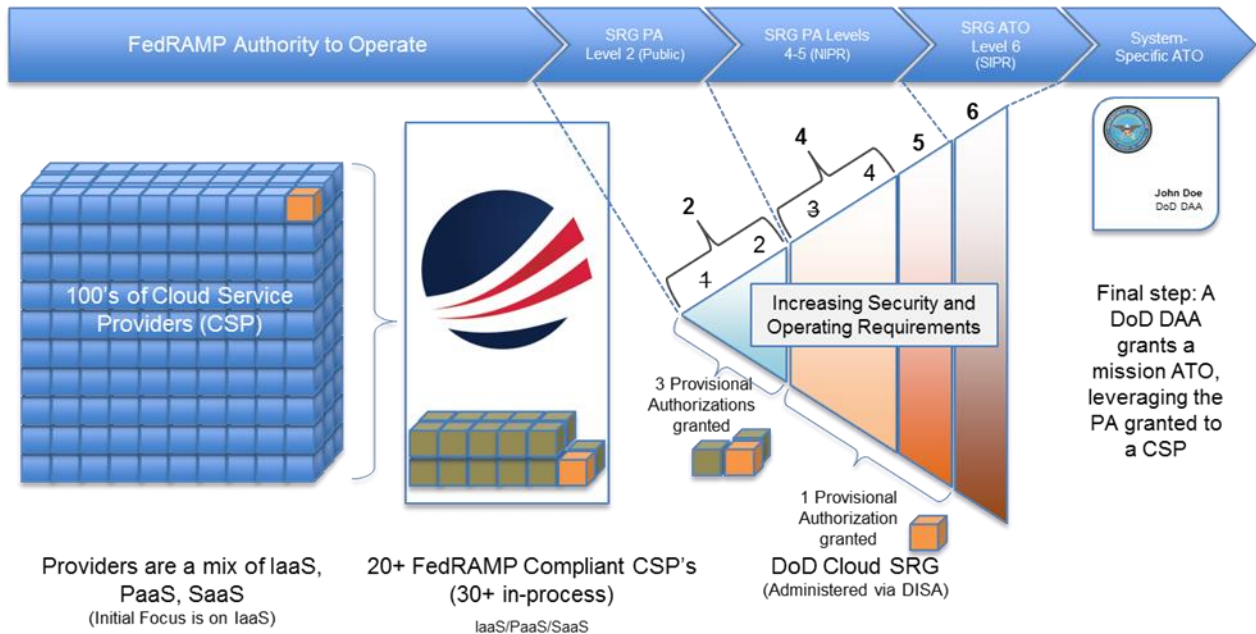 FedRAMP Authority to Operate
SRG PA
Level 2 (Public)
SRG PA Levels
4-5 (NIPR)
SRG ATO
Level 6
(SIPR)
System-
Specific ATO
100's of Cloud Service
Providers (CSP)
2
4
5
6
1
2
3
4
Increasing Security and
Operating Requirements
3 Provisional
Authorizations
granted
1 Provisional
Authorization
granted
John Doe
DoD DAA
Final step: A
DoD DAA
grants a
mission ATO,
leveraging the
PA granted to
a CSP
Providers are a mix of IaaS,
PaaS, SaaS
(Initial Focus is on IaaS)
20+ FedRAMP Compliant CSP's
(30+ in-process)
IaaS/PaaS/SaaS
DoD Cloud SRG
(Administered via DISA)